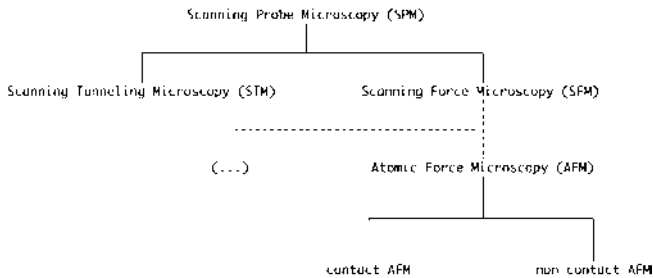 Scanning Probe Microscopy (SPM)
Scanning Tunneling Microscopy (STM)
Scanning Force Microscopy (SFM)
(...)
Atomic Force Microscopy (AFM)
contact AFM
non contact AFM